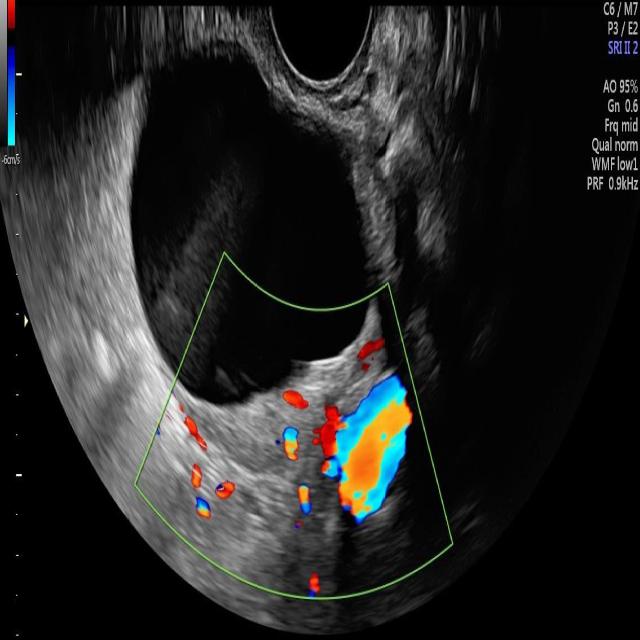 C6 / M7
P3 / E2
SRI II 2
AO 95%
Gn 0.6
Frq mid
Qual norm
WMF low1
PRF 0.9kHz
-6cm/s